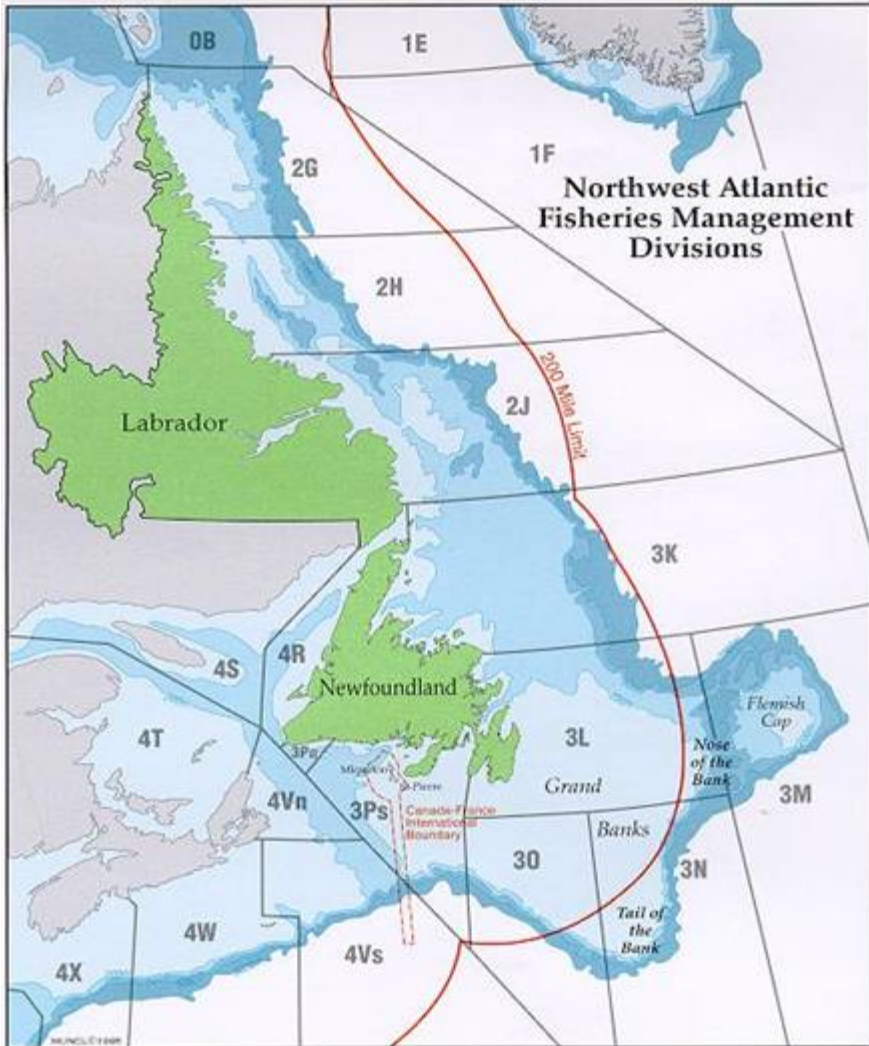 0B
1E
1F
2G
Northwest Atlantic
Fisheries Management
Divisions
2H
200 Mile Limit
2J
Labrador
3K
4S
4R
Newfoundland
Flemish
Cap
4T
3L
Nose
of the
Bank
3M
Grand
St-Pierre
4Vn
3Ps
Canada-France
International
Boundary
Banks
3O
3N
Tail of
the
Bank
4W
4Vs
4X